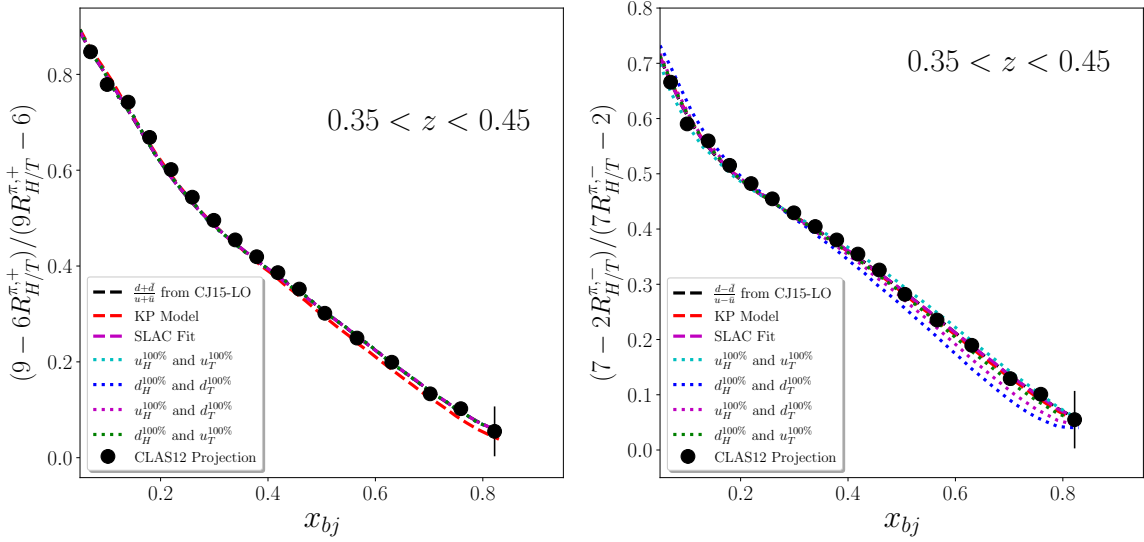 (9 − 6R^{π,+}_{H/T})/(9R^{π,+}_{H/T} − 6)
0.35 < z < 0.45
0.8
0.6
0.4
0.2
0.0
d+d̄/u+ū from CJ15-LO
KP Model
SLAC Fit
u_H^{100%} and u_T^{100%}
d_H^{100%} and d_T^{100%}
u_H^{100%} and d_T^{100%}
d_H^{100%} and u_T^{100%}
CLAS12 Projection
0.2 0.4 0.6 0.8
x_{bj}
(7 − 2R^{π,−}_{H/T})/(7R^{π,−}_{H/T} − 2)
0.35 < z < 0.45
0.8
0.7
0.6
0.5
0.4
0.3
0.2
0.1
0.0
d−d̄/u−ū from CJ15-LO
KP Model
SLAC Fit
u_H^{100%} and u_T^{100%}
d_H^{100%} and d_T^{100%}
u_H^{100%} and d_T^{100%}
d_H^{100%} and u_T^{100%}
CLAS12 Projection
0.2 0.4 0.6 0.8
x_{bj}